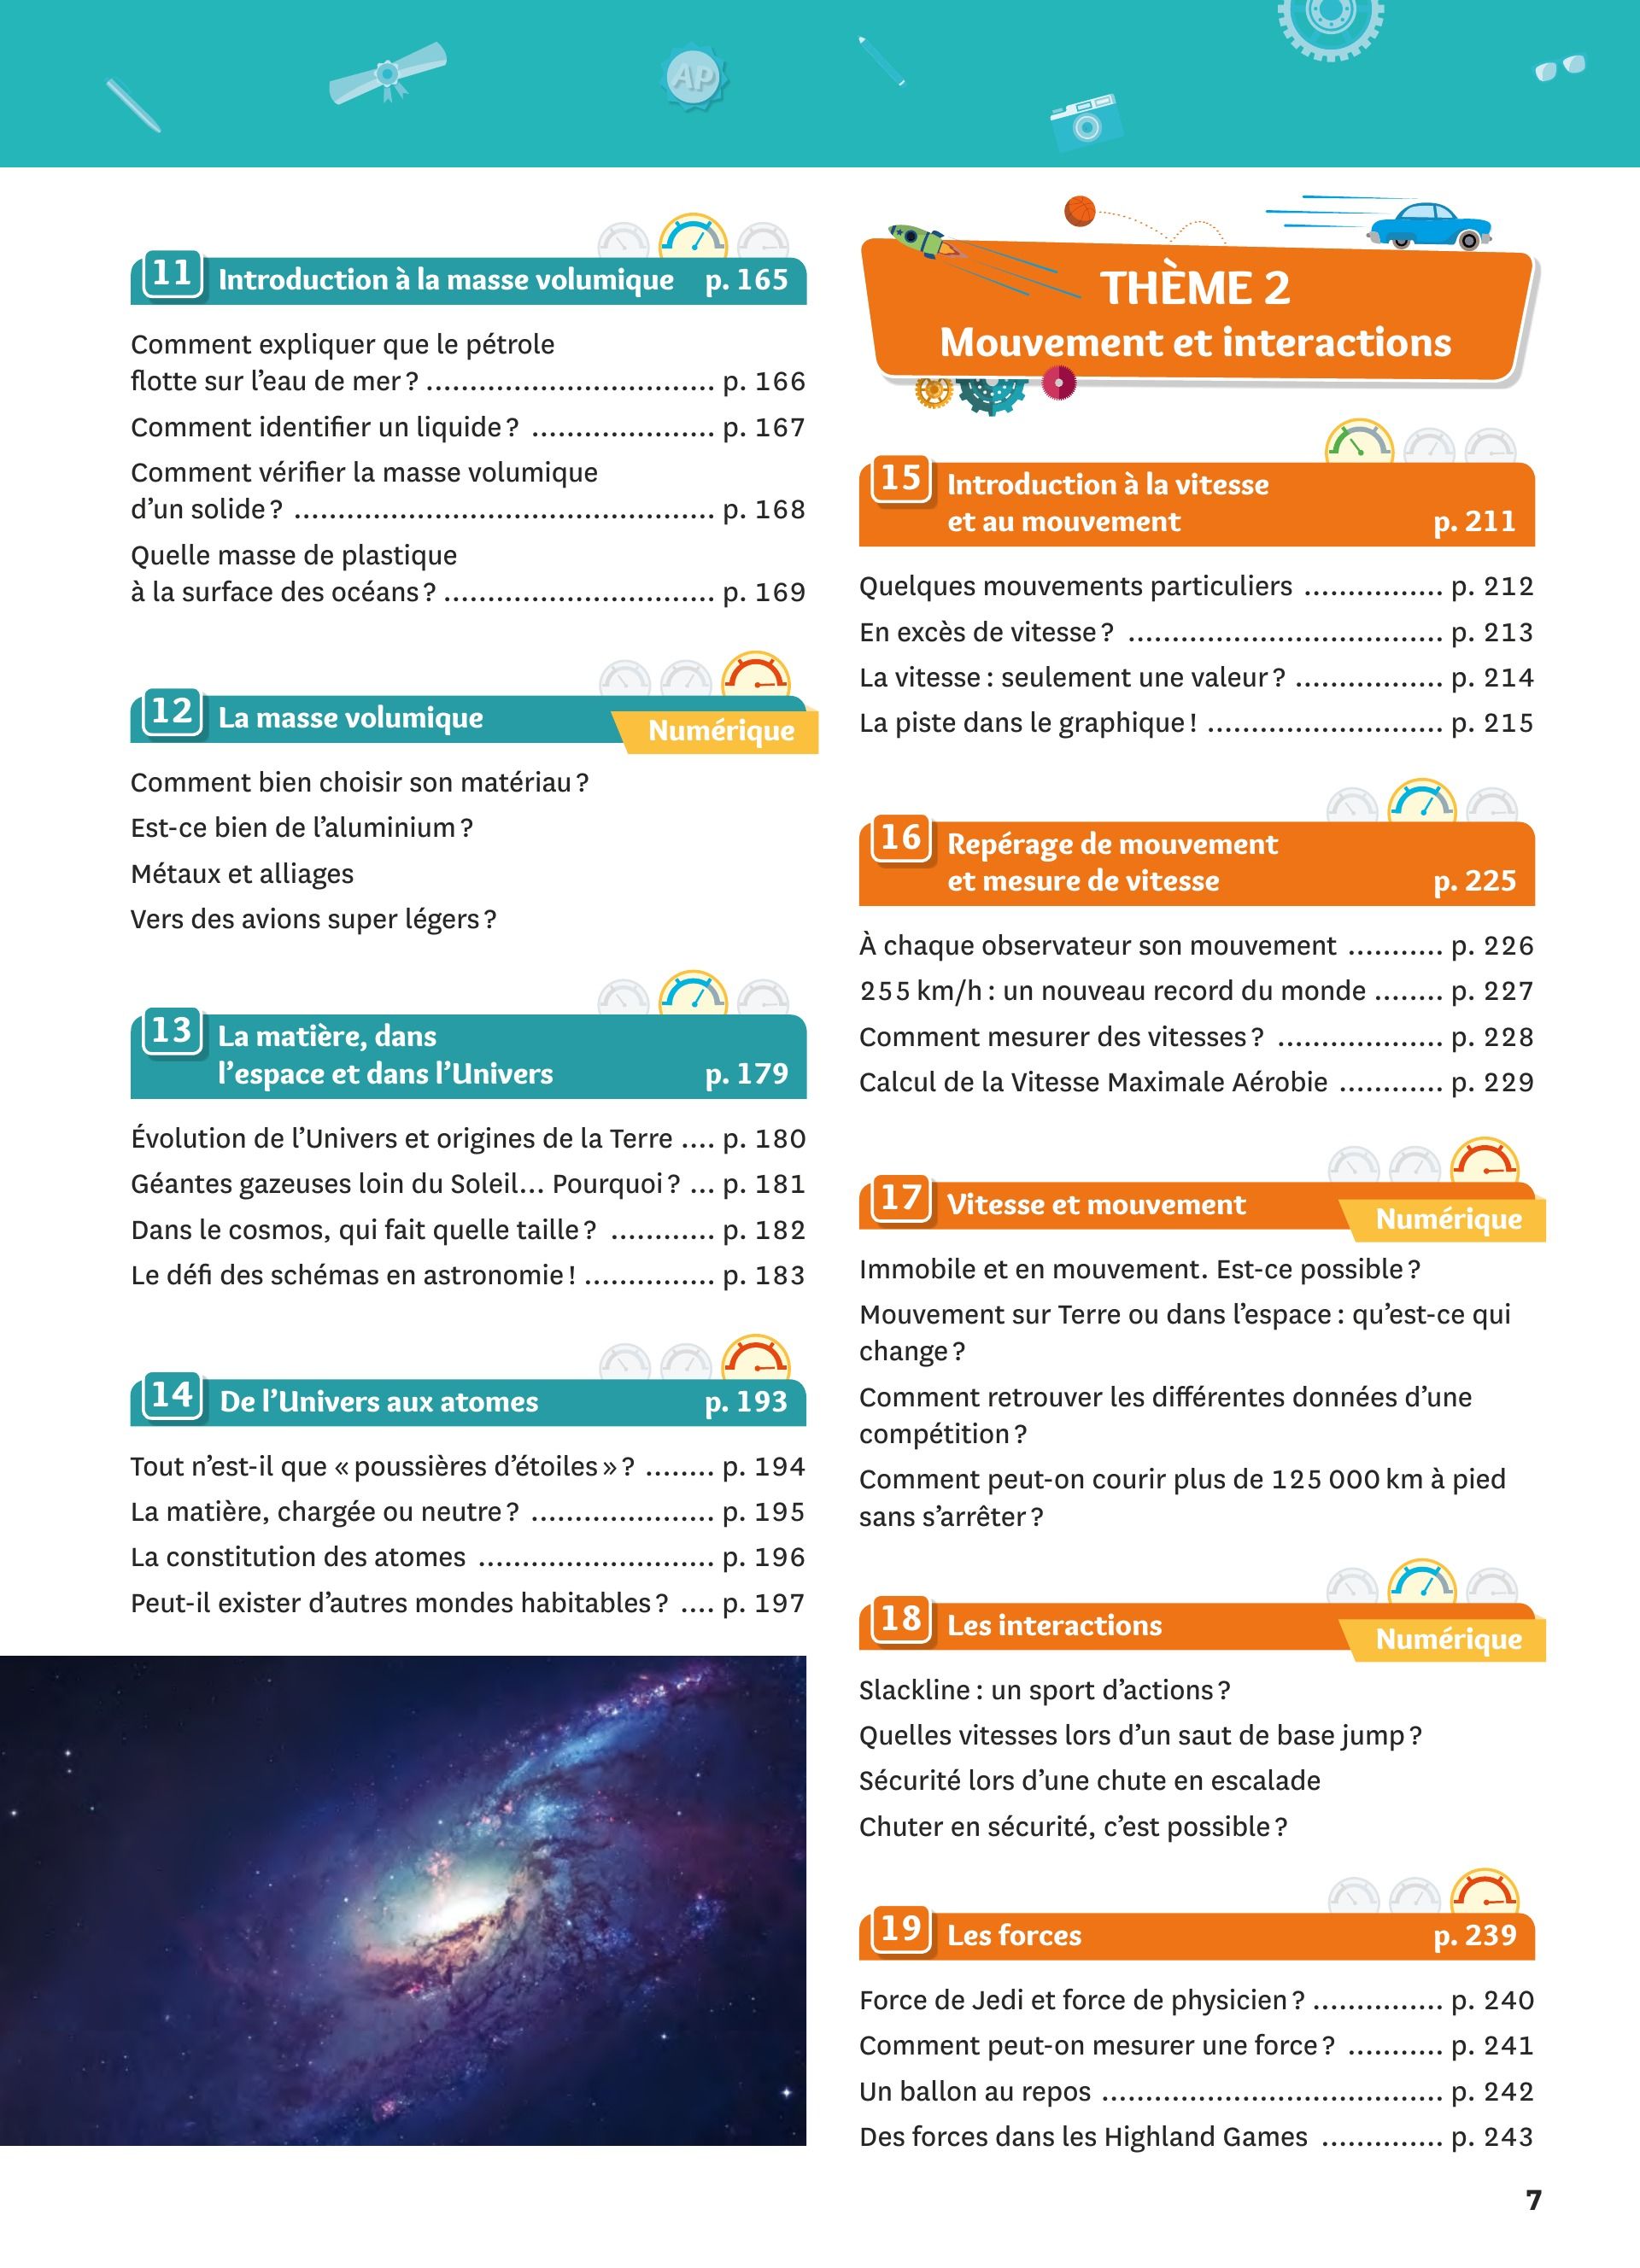 AP
11 Introduction à la masse volumique p. 165
Comment expliquer que le pétrole
flotte sur l’eau de mer ? .................................. p. 166
Comment identifier un liquide ? ...................... p. 167
Comment vérifier la masse volumique
d’un solide ? ................................................. p. 168
Quelle masse de plastique
à la surface des océans ? ................................ p. 169
12 La masse volumique
Numérique
Comment bien choisir son matériau ?
Est-ce bien de l’aluminium ?
Métaux et alliages
Vers des avions super légers ?
13 La matière, dans
l’espace et dans l’Univers p. 179
Évolution de l’Univers et origines de la Terre .... p. 180
Géantes gazeuses loin du Soleil... Pourquoi ? ... p. 181
Dans le cosmos, qui fait quelle taille ? ............ p. 182
Le défi des schémas en astronomie ! ............... p. 183
14 De l’Univers aux atomes p. 193
Tout n’est-il que « poussières d’étoiles » ? ........ p. 194
La matière, chargée ou neutre ? ..................... p. 195
La constitution des atomes ............................ p. 196
Peut-il exister d’autres mondes habitables ? .... p. 197
THÈME 2
Mouvement et interactions
15 Introduction à la vitesse
et au mouvement p. 211
Quelques mouvements particuliers ................ p. 212
En excès de vitesse ? ..................................... p. 213
La vitesse : seulement une valeur ? ................. p. 214
La piste dans le graphique ! ........................... p. 215
16 Repérage de mouvement
et mesure de vitesse p. 225
À chaque observateur son mouvement ........... p. 226
255 km/h : un nouveau record du monde ........ p. 227
Comment mesurer des vitesses ? ................... p. 228
Calcul de la Vitesse Maximale Aérobie ............ p. 229
17 Vitesse et mouvement
Numérique
Immobile et en mouvement. Est-ce possible ?
Mouvement sur Terre ou dans l’espace : qu’est-ce qui
change ?
Comment retrouver les différentes données d’une
compétition ?
Comment peut-on courir plus de 125 000 km à pied
sans s’arrêter ?
18 Les interactions
Numérique
Slackline : un sport d’actions ?
Quelles vitesses lors d’un saut de base jump ?
Sécurité lors d’une chute en escalade
Chuter en sécurité, c’est possible ?
19 Les forces p. 239
Force de Jedi et force de physicien ? ............... p. 240
Comment peut-on mesurer une force ? ........... p. 241
Un ballon au repos ........................................ p. 242
Des forces dans les Highland Games .............. p. 243
7